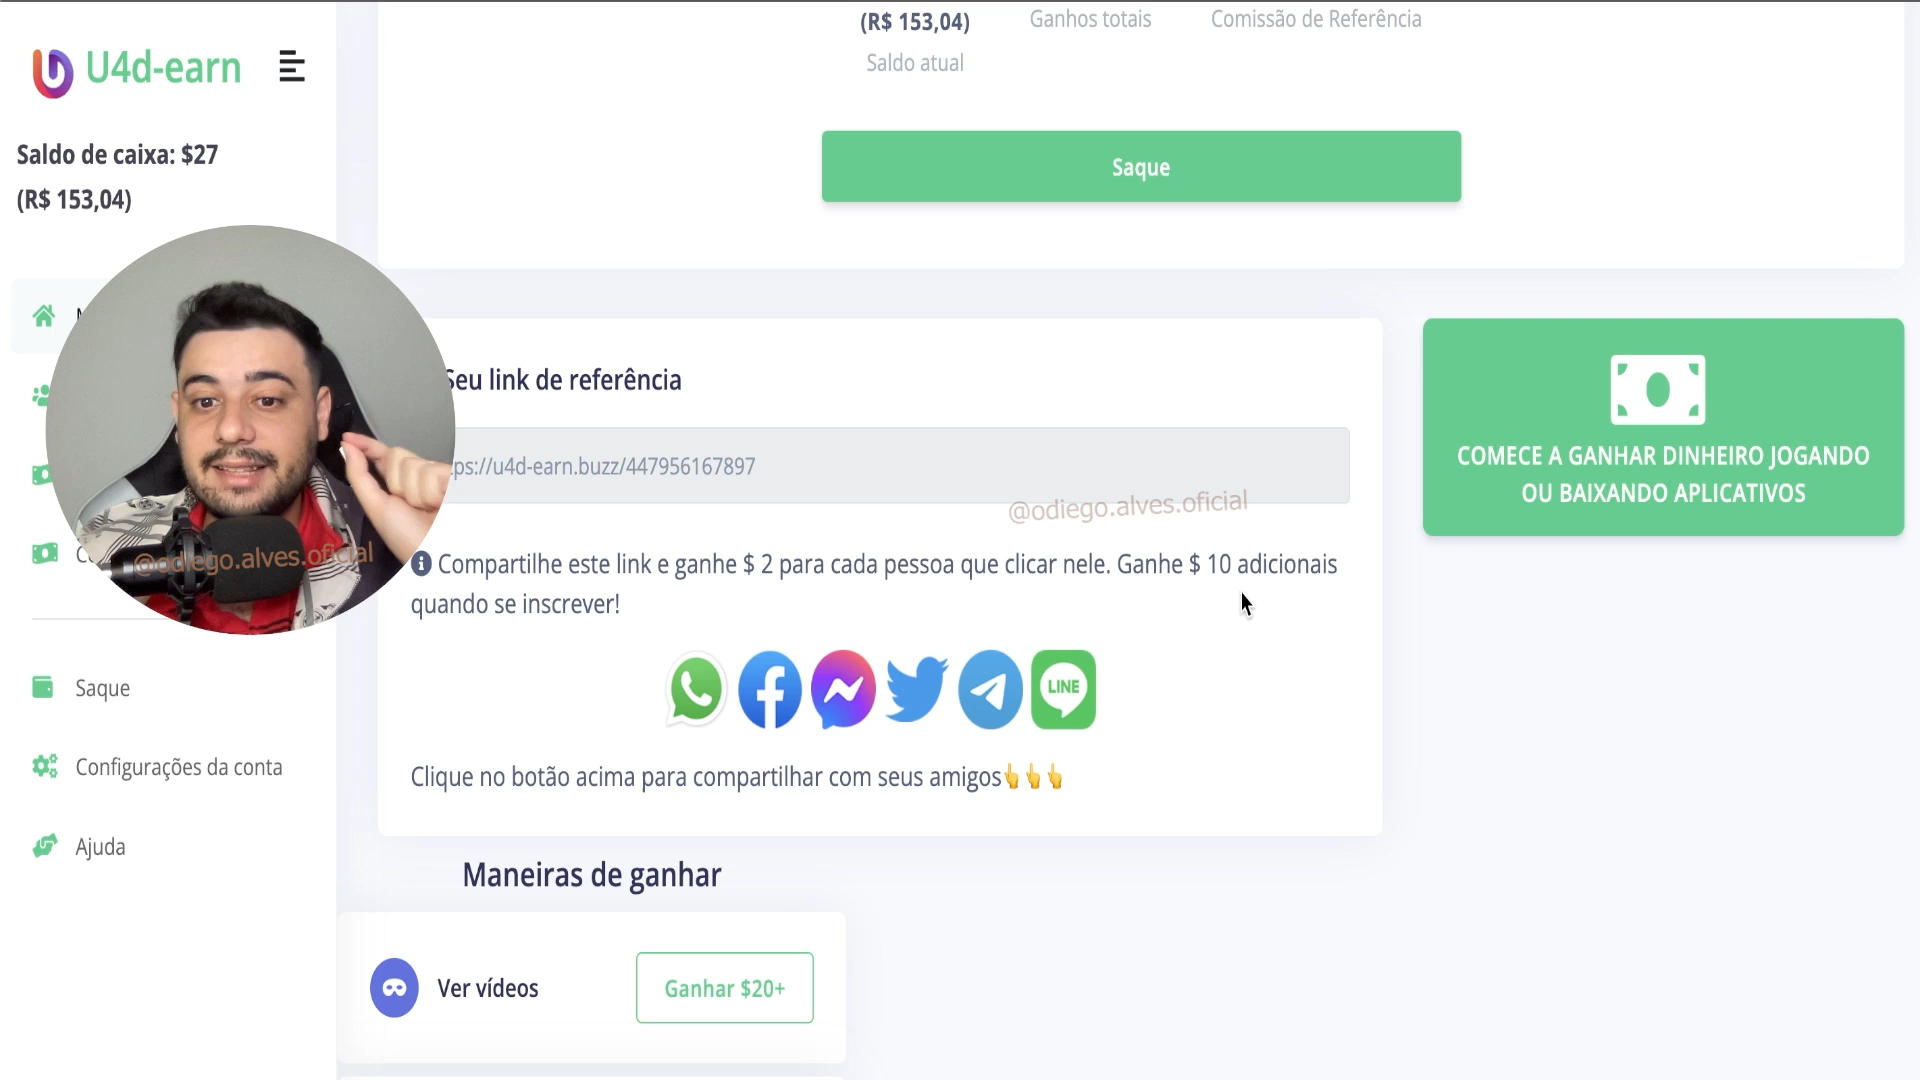 U4d-earn
Saldo de caixa: $27
(R$ 153,04)
Saque
Configurações da conta
Ajuda
(R$ 153,04)
Saldo atual
Ganhos totais
Comissão de Referência
Saque
Seu link de referência
ps://u4d-earn.buzz/447956167897
@odiego.alves.oficial
Compartilhe este link e ganhe $ 2 para cada pessoa que clicar nele. Ganhe $ 10 adicionais
quando se inscrever!
LINE
Clique no botão acima para compartilhar com seus amigos👆👆👆
COMECE A GANHAR DINHEIRO JOGANDO
OU BAIXANDO APLICATIVOS
Maneiras de ganhar
Ver vídeos
Ganhar $20+
@odiego.alves.oficial